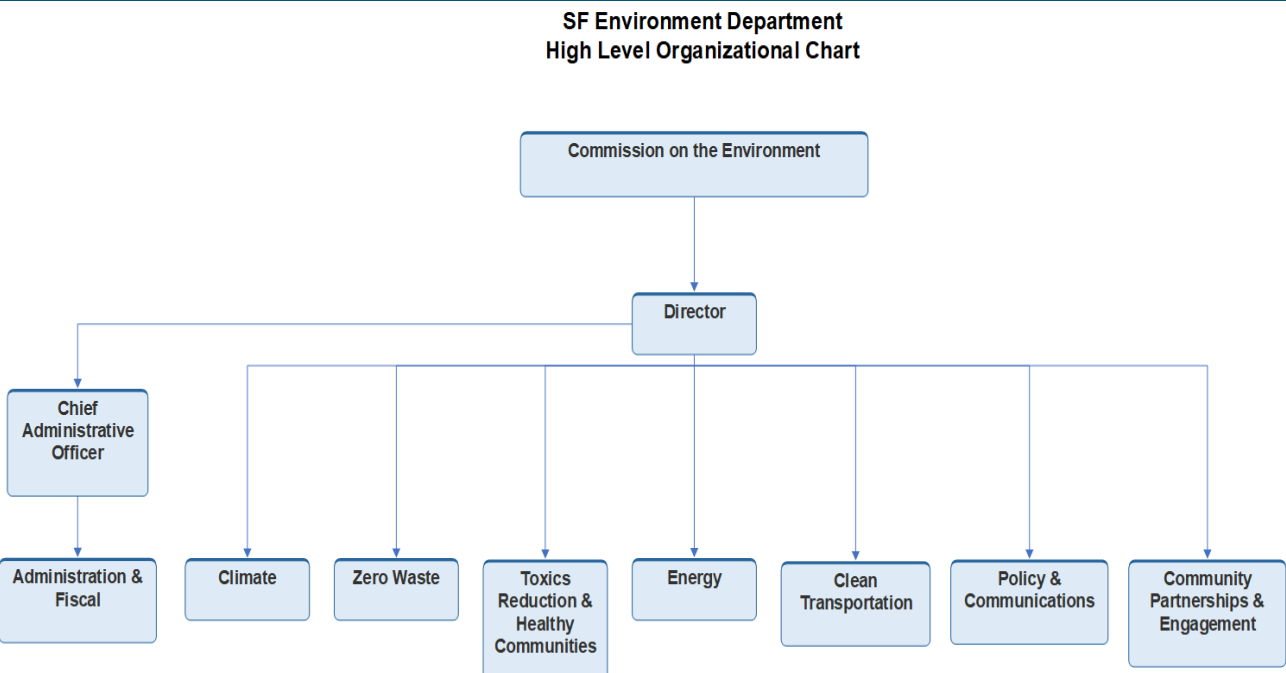 SF Environment Department
High Level Organizational Chart
Commission on the Environment
Director
Chief
Administrative
Officer
Administration &
Fiscal
Climate
Zero Waste
Toxics
Reduction &
Healthy
Communities
Energy
Clean
Transportation
Policy &
Communications
Community
Partnerships &
Engagement